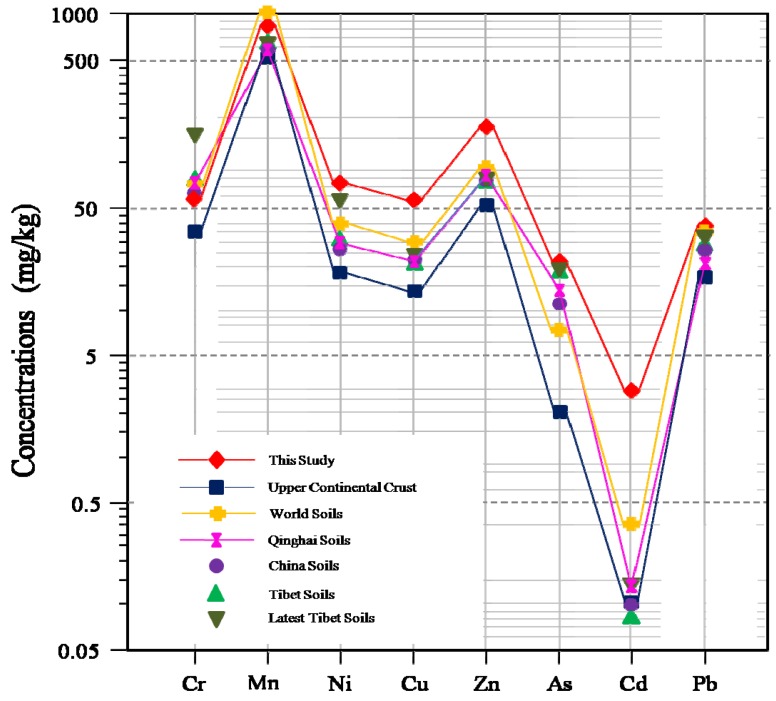 1000
500
50
5
0.5
0.05
Concentrations (mg/kg)
This Study
Upper Continental Crust
World Soils
Qinghai Soils
China Soils
Tibet Soils
Latest Tibet Soils
Cr Mn Ni Cu Zn As Cd Pb